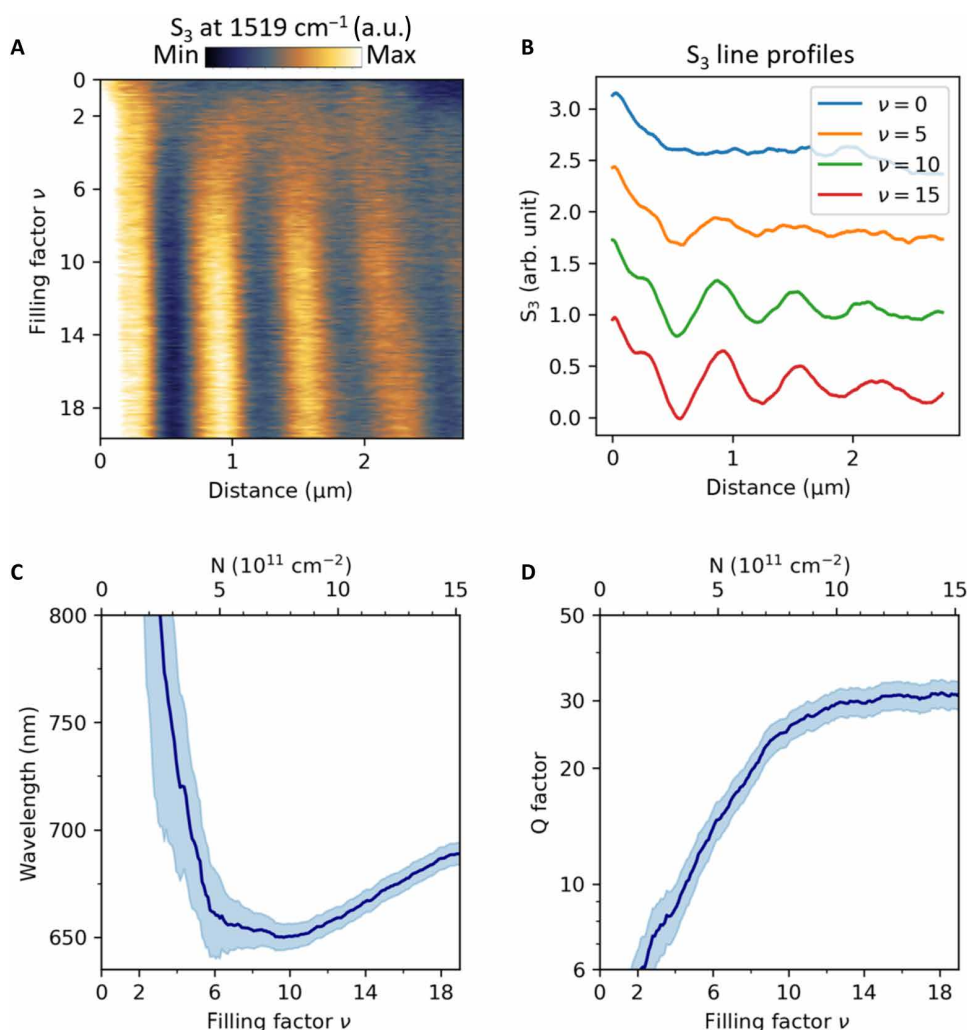 A
S₃ at 1519 cm⁻¹ (a.u.)
Min Max
0
2
6
10
14
18
Filling factor ν
0 1 2
Distance (μm)
B
S₃ line profiles
ν = 0
ν = 5
ν = 10
ν = 15
3.0
2.5
2.0
1.5
1.0
0.5
0.0
S₃ (arb. unit)
0 1 2
Distance (μm)
C
N (10¹¹ cm⁻²)
0 5 10 15
800
750
700
650
Wavelength (nm)
0 2 6 10 14 18
Filling factor ν
D
N (10¹¹ cm⁻²)
0 5 10 15
50
30
20
10
6
Q factor
0 2 6 10 14 18
Filling factor ν